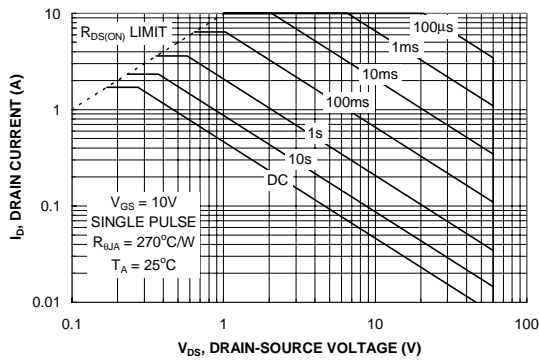 I_D, DRAIN CURRENT (A)
10
1
0.1
0.01
R_DS(ON) LIMIT
100μs
1ms
10ms
100ms
1s
10s
DC
V_GS = 10V
SINGLE PULSE
R_θJA = 270°C/W
T_A = 25°C
0.1 1 10 100
V_DS, DRAIN-SOURCE VOLTAGE (V)